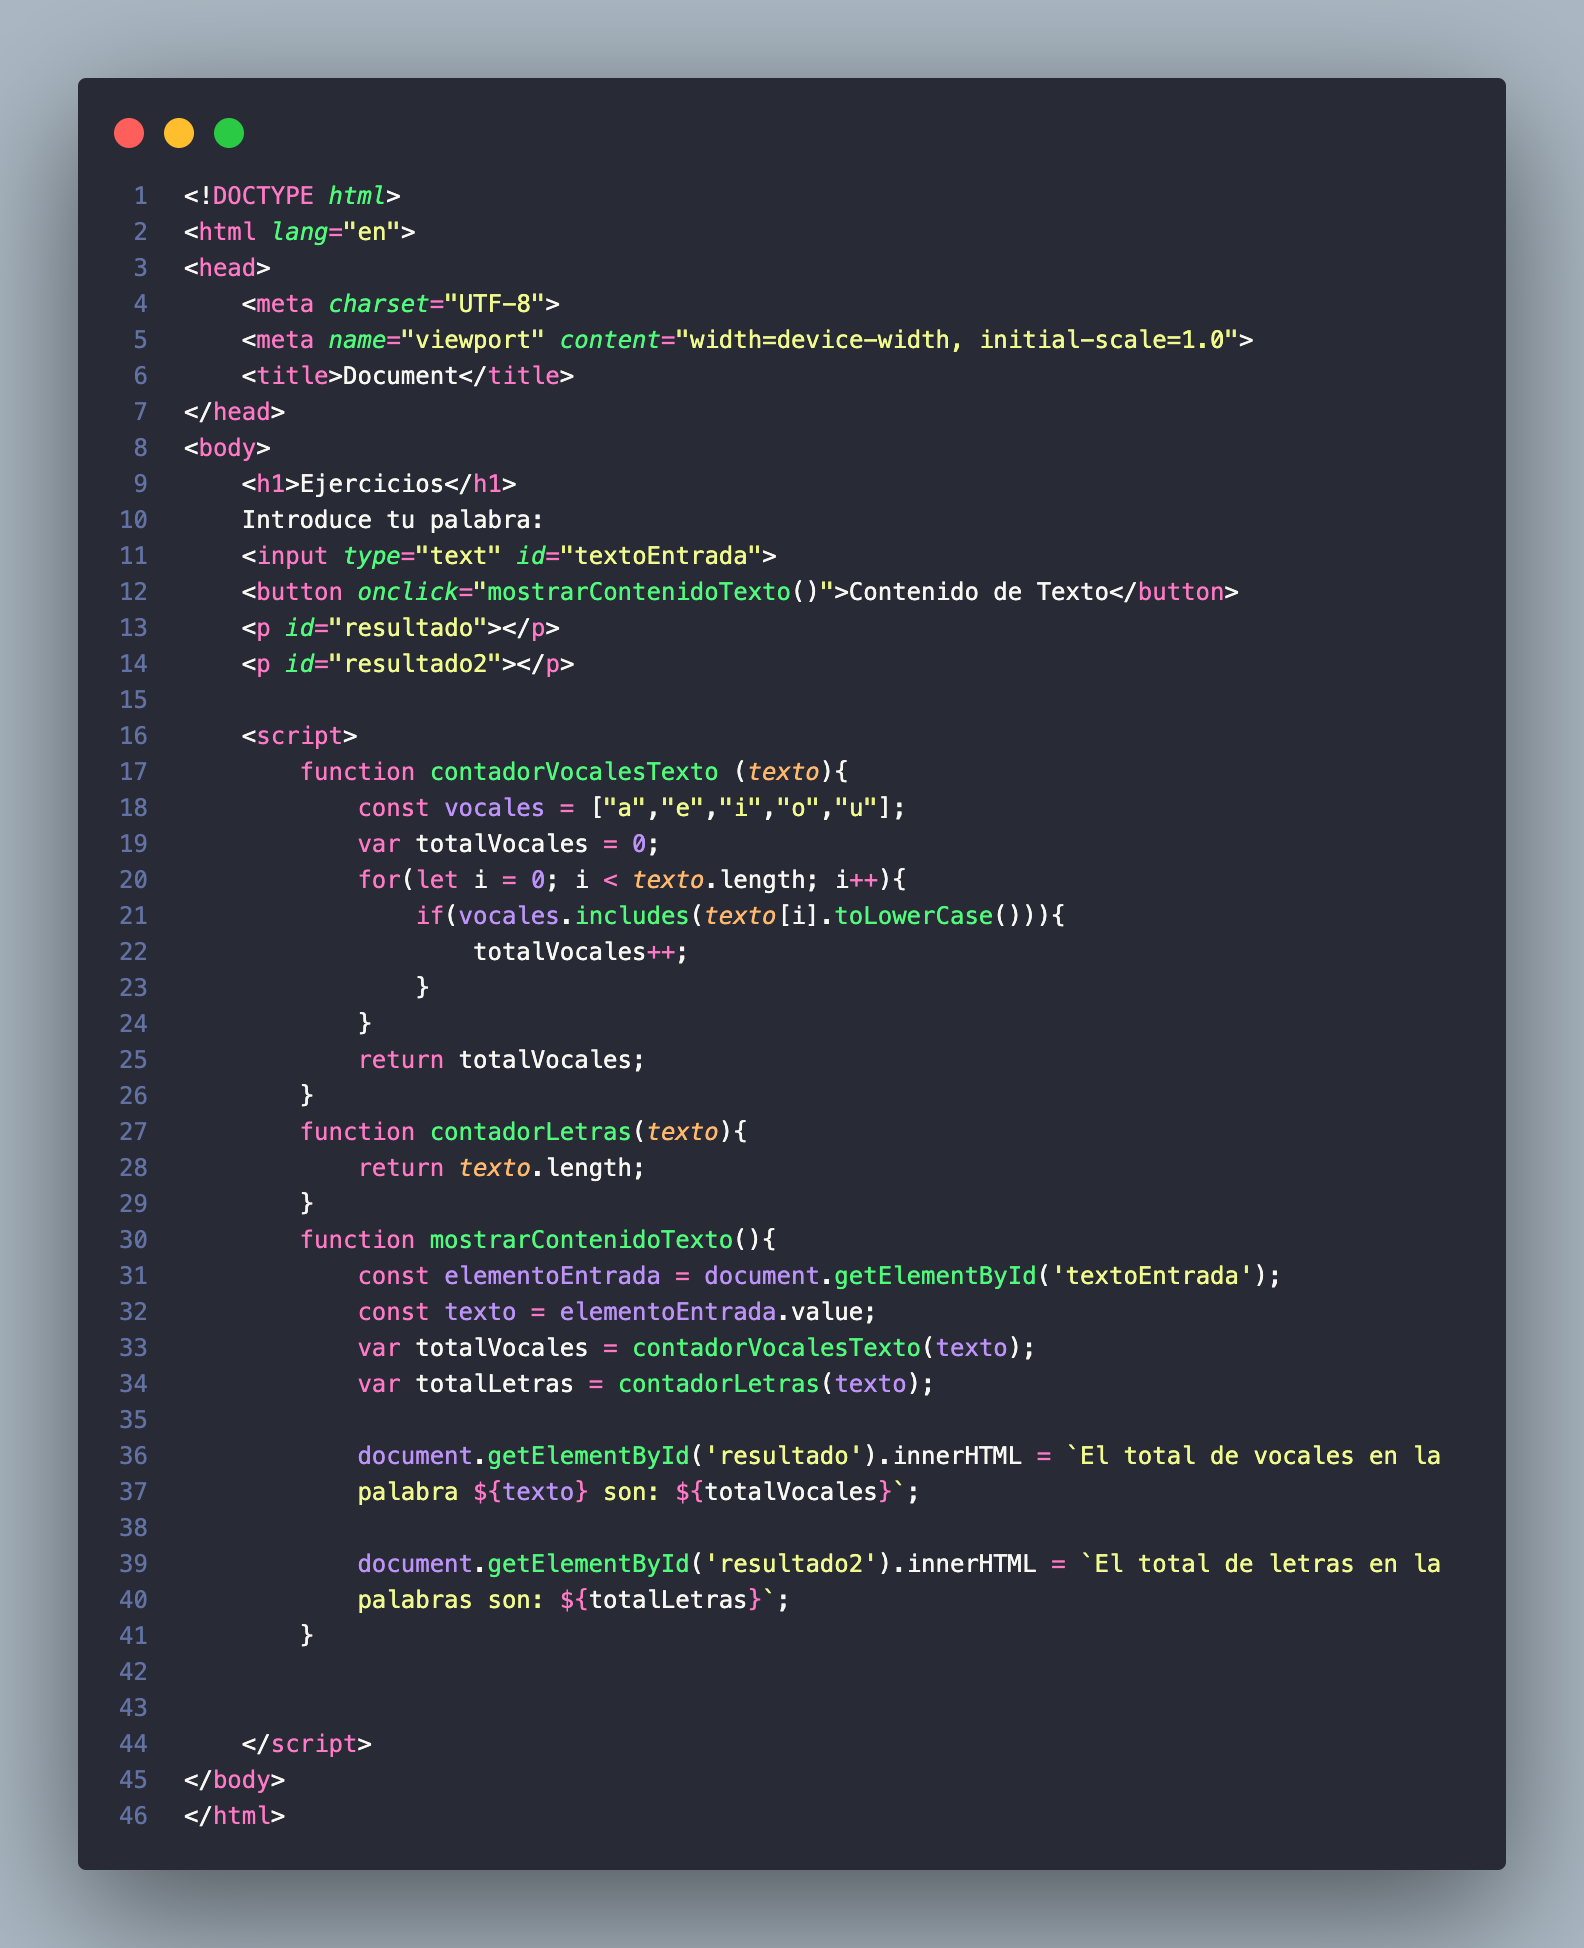 1 <!DOCTYPE html>
2 <html lang="en">
3 <head>
4     <meta charset="UTF-8">
5     <meta name="viewport" content="width=device-width, initial-scale=1.0">
6     <title>Document</title>
7 </head>
8 <body>
9     <h1>Ejercicios</h1>
10     Introduce tu palabra:
11     <input type="text" id="textoEntrada">
12     <button onclick="mostrarContenidoTexto()">Contenido de Texto</button>
13     <p id="resultado"></p>
14     <p id="resultado2"></p>
15
16     <script>
17         function contadorVocalesTexto (texto){
18             const vocales = ["a","e","i","o","u"];
19             var totalVocales = 0;
20             for(let i = 0; i < texto.length; i++){
21                 if(vocales.includes(texto[i].toLowerCase())){
22                     totalVocales++;
23                 }
24             }
25             return totalVocales;
26         }
27         function contadorLetras(texto){
28             return texto.length;
29         }
30         function mostrarContenidoTexto(){
31             const elementoEntrada = document.getElementById('textoEntrada');
32             const texto = elementoEntrada.value;
33             var totalVocales = contadorVocalesTexto(texto);
34             var totalLetras = contadorLetras(texto);
35
36             document.getElementById('resultado').innerHTML = `El total de vocales en la
37             palabra ${texto} son: ${totalVocales}`;
38
39             document.getElementById('resultado2').innerHTML = `El total de letras en la
40             palabras son: ${totalLetras}`;
41         }
42
43
44     </script>
45 </body>
46 </html>